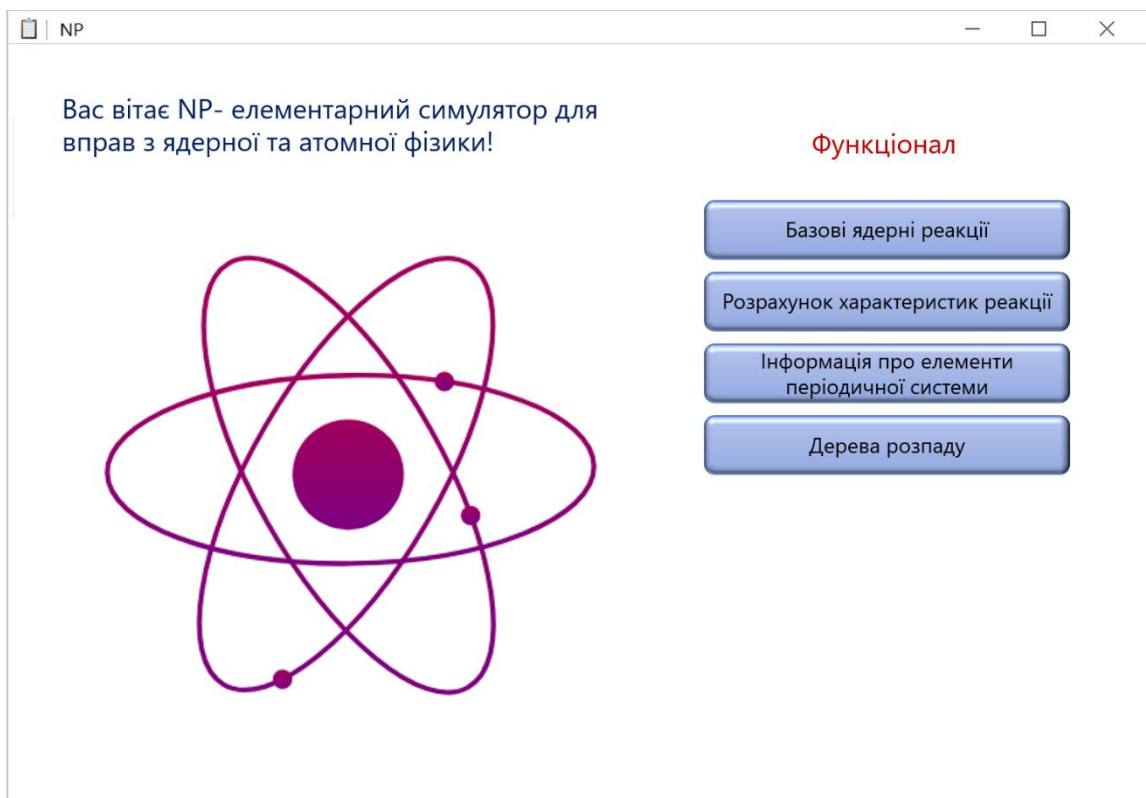 NP
Вас вітає NP- елементарний симулятор для
вправ з ядерної та атомної фізики!
Функціонал
Базові ядерні реакції
Розрахунок характеристик реакції
Інформація про елементи
періодичної системи
Дерева розпаду